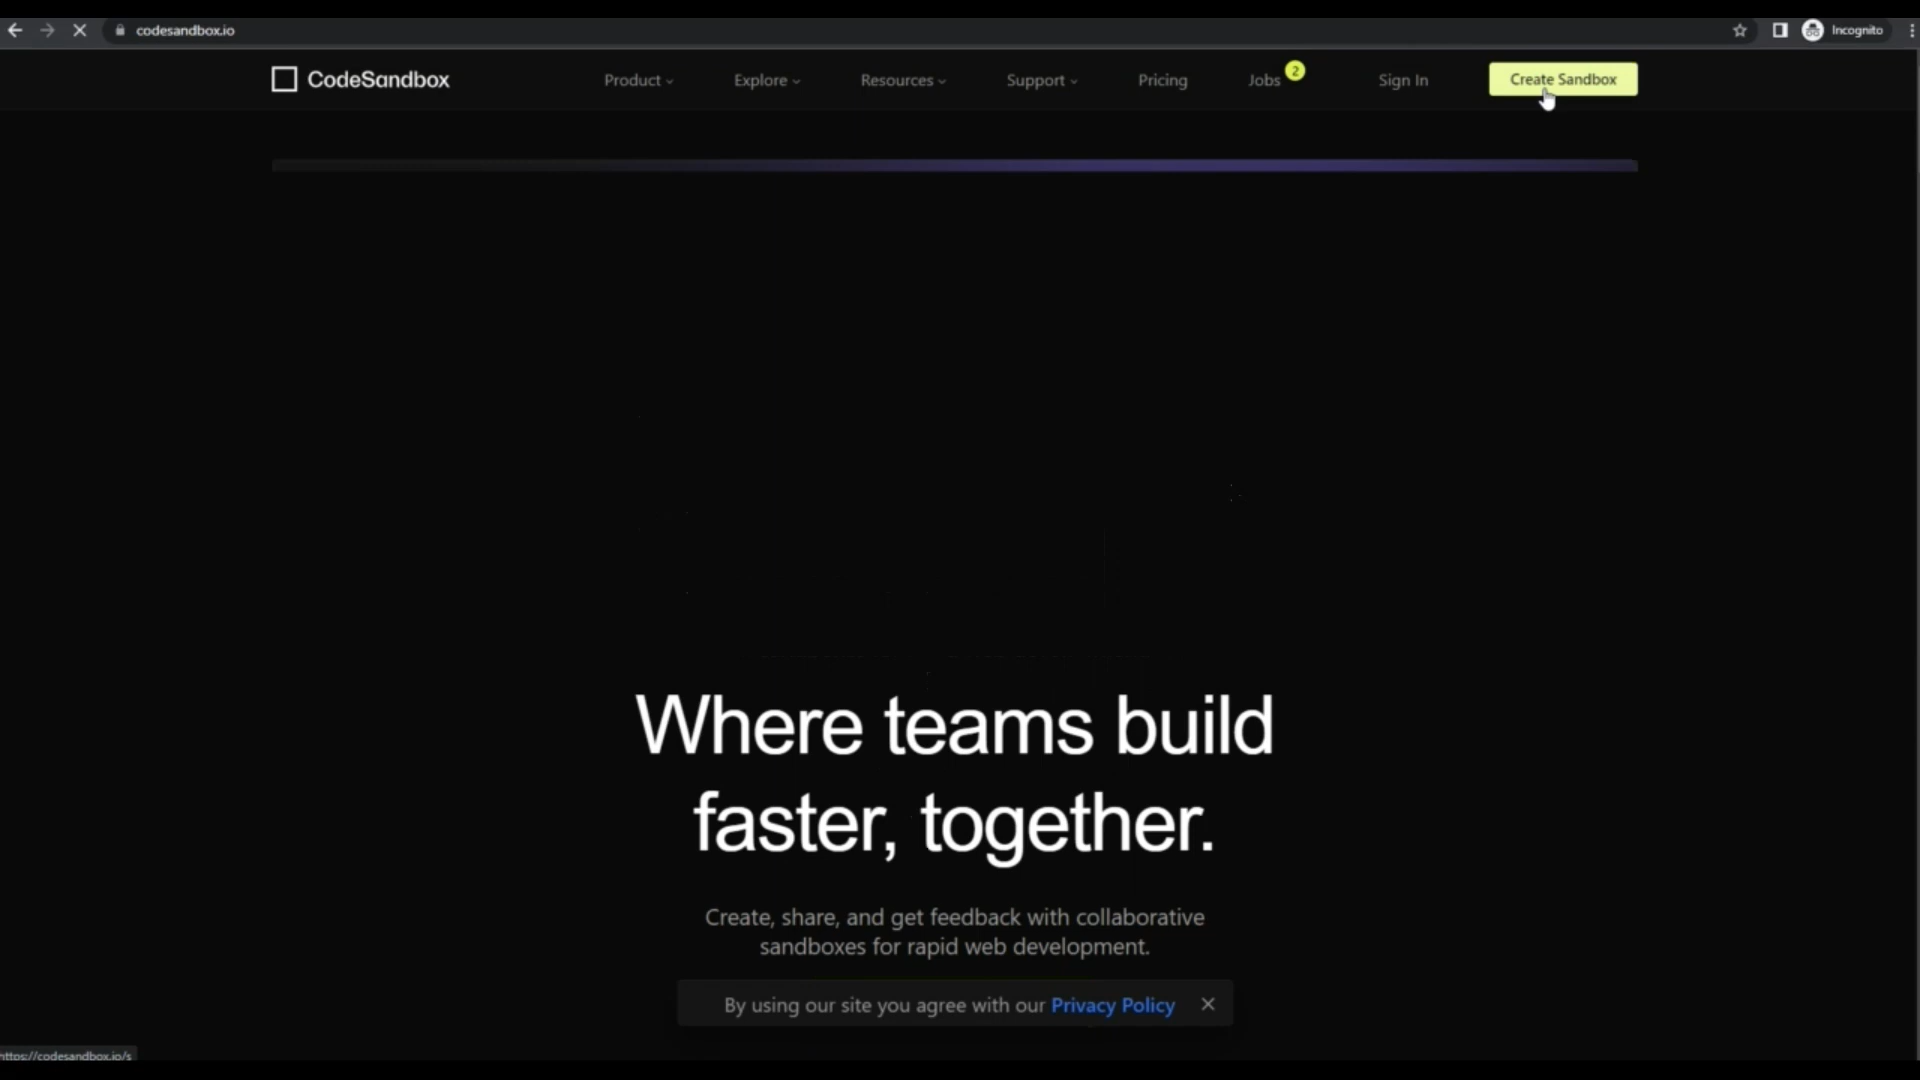 codesandbox.io
Incognito
CodeSandbox
Product
Explore
Resources
Support
Pricing
Jobs
2
Sign In
Create Sandbox
Where teams build
faster, together.
Create, share, and get feedback with collaborative
sandboxes for rapid web development.
By using our site you agree with our Privacy Policy
https://codesandbox.io/s